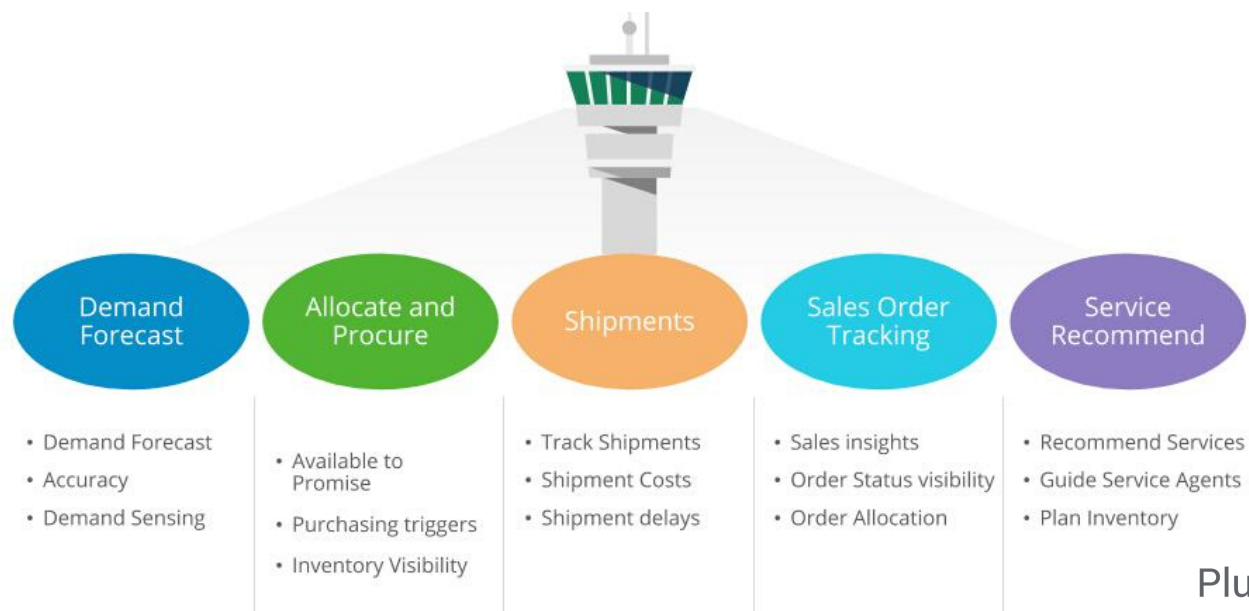 Demand
Forecast
Allocate and
Procure
Shipments
Sales Order
Tracking
Service
Recommend
• Demand Forecast
• Accuracy
• Demand Sensing
• Available to
Promise
• Purchasing triggers
• Inventory Visibility
• Track Shipments
• Shipment Costs
• Shipment delays
• Sales insights
• Order Status visibility
• Order Allocation
• Recommend Services
• Guide Service Agents
• Plan Inventory
Plu